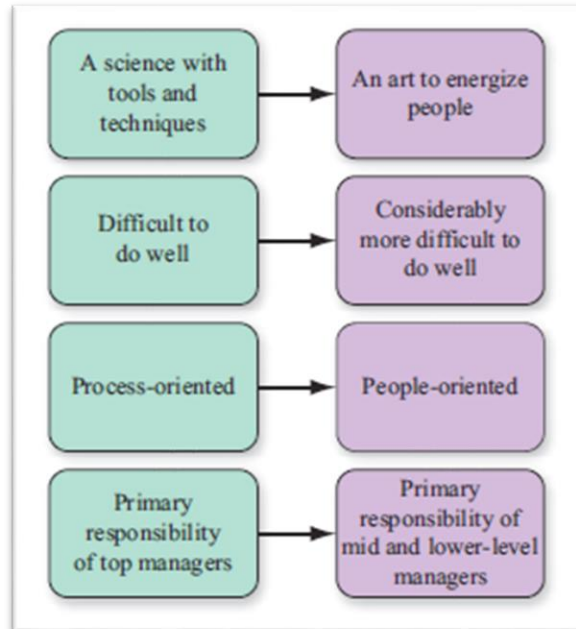 A science with
tools and
techniques
An art to energize
people
Difficult to
do well
Considerably
more difficult to
do well
Process-oriented
People-oriented
Primary
responsibility
of top managers
Primary
responsibility of
mid and lower-level
managers